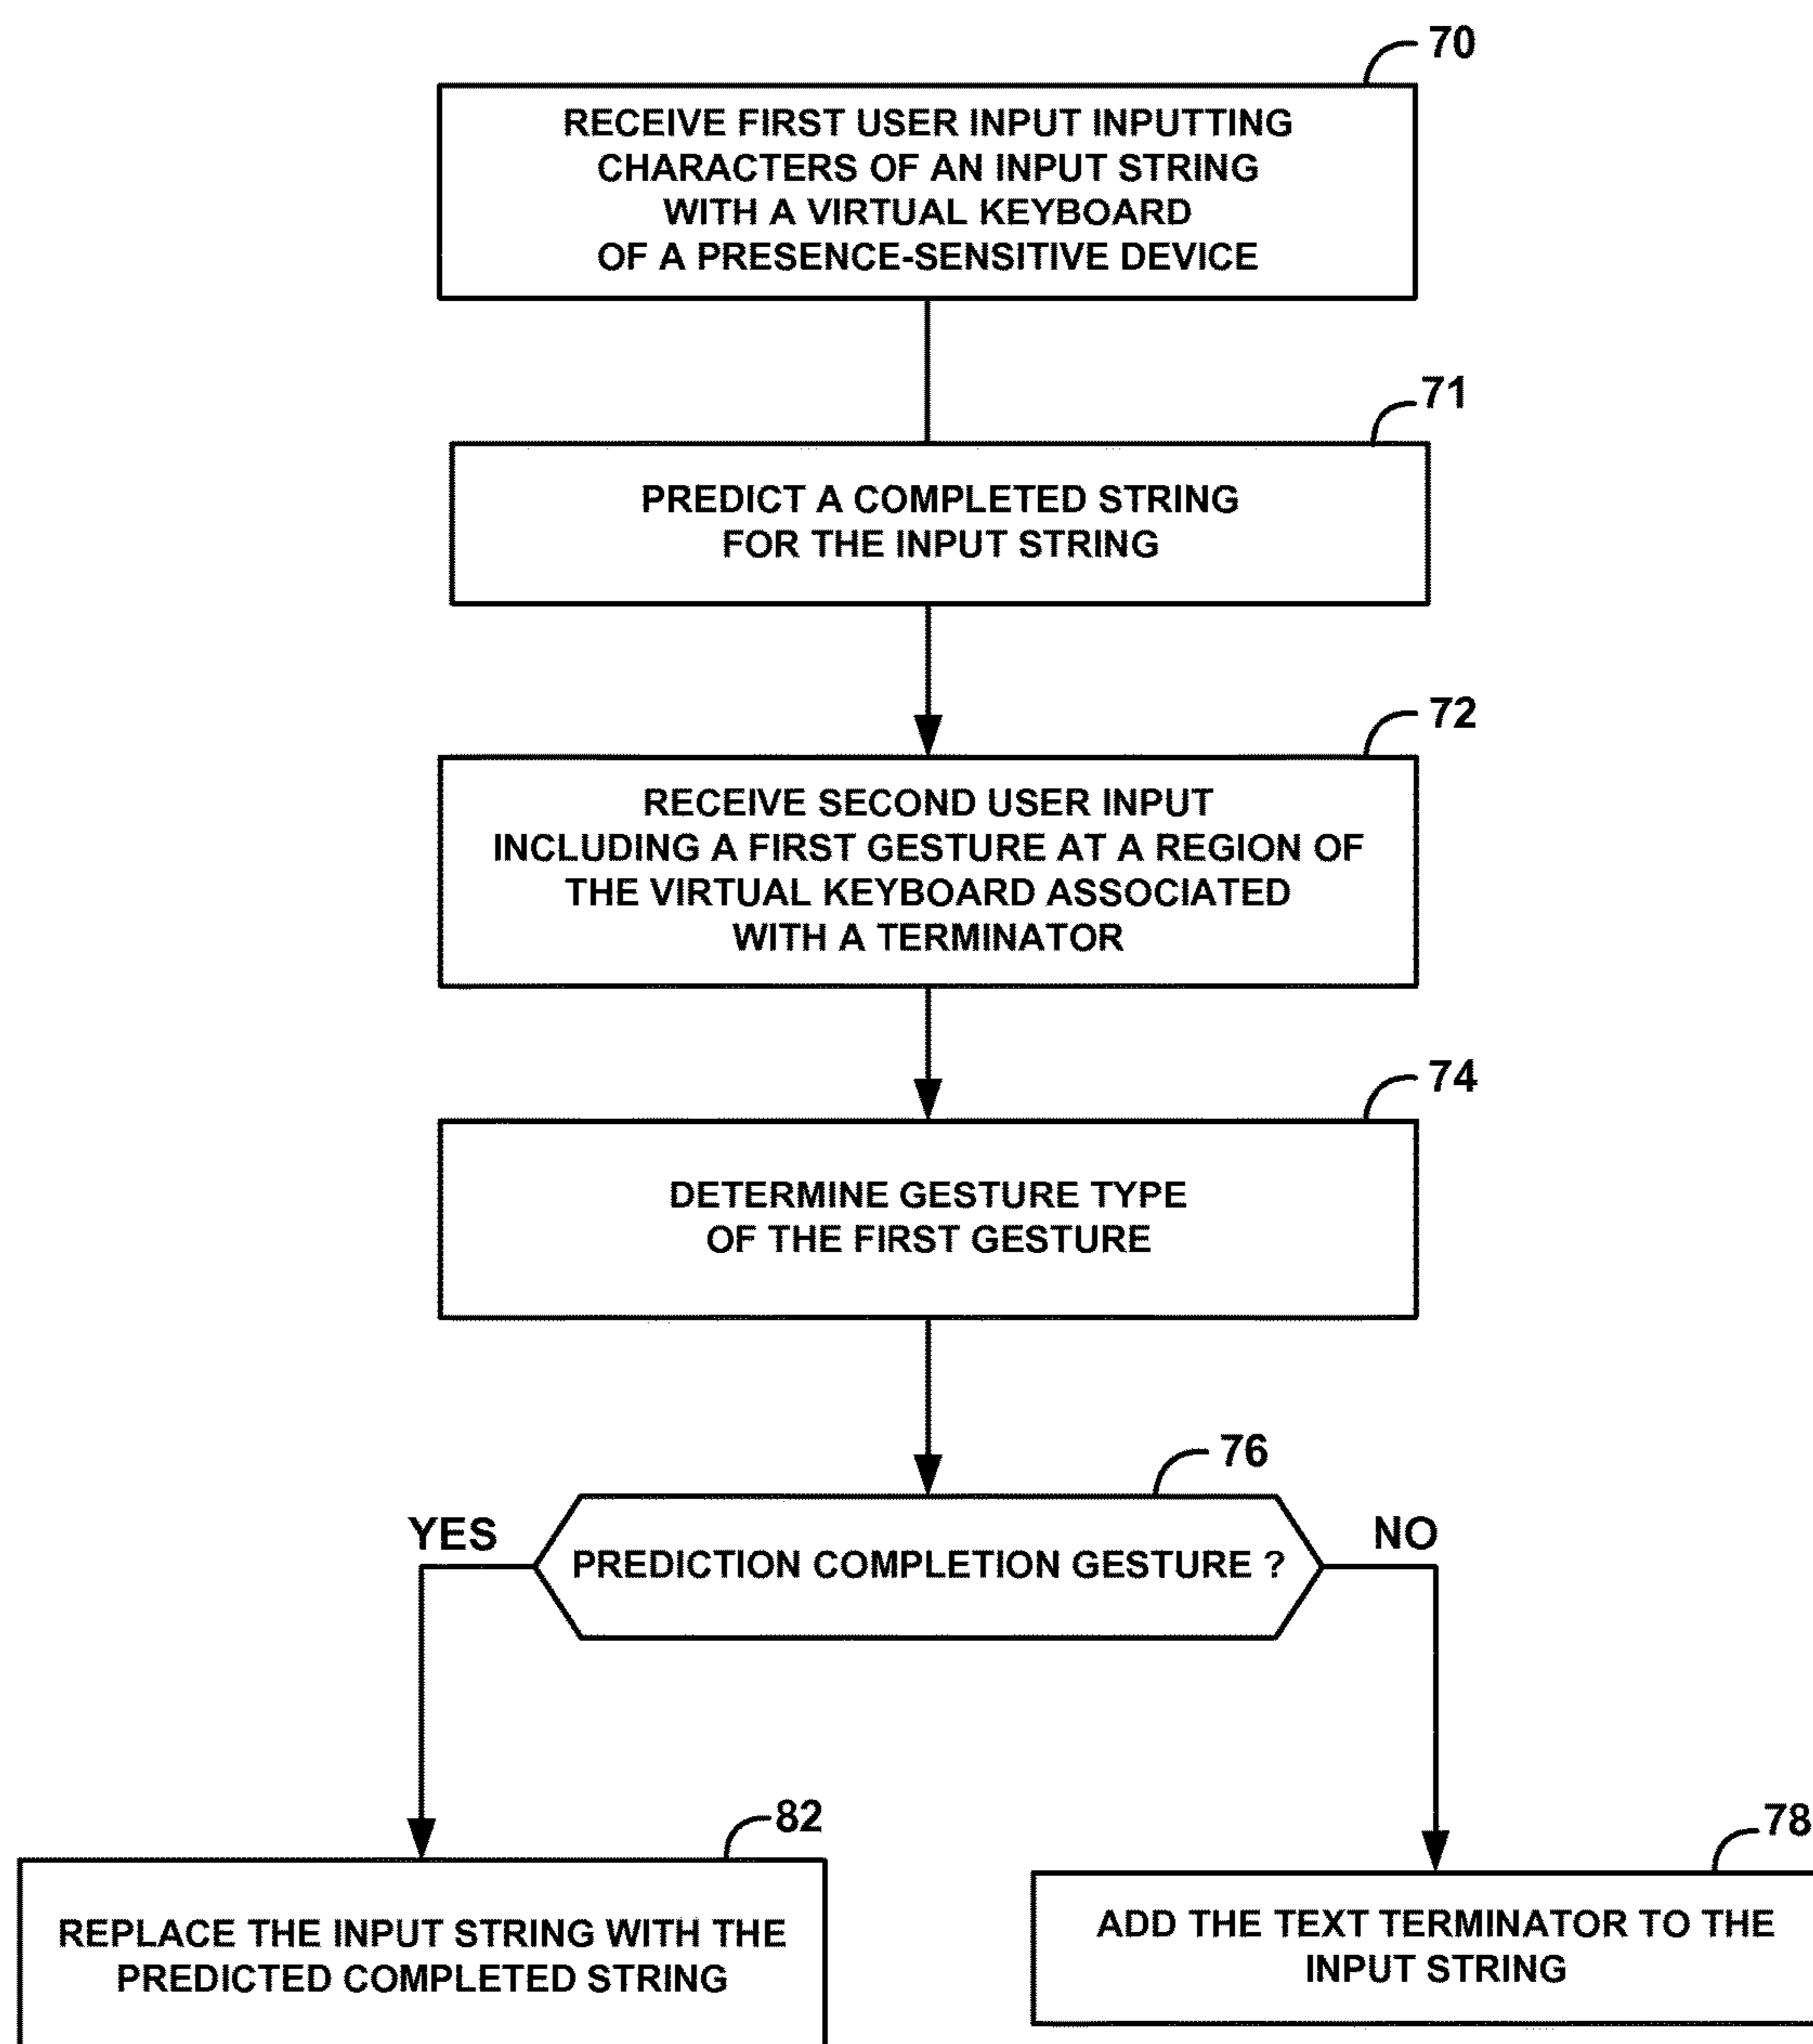 70
RECEIVE FIRST USER INPUT INPUTTING
CHARACTERS OF AN INPUT STRING
WITH A VIRTUAL KEYBOARD
OF A PRESENCE-SENSITIVE DEVICE
71
PREDICT A COMPLETED STRING
FOR THE INPUT STRING
72
RECEIVE SECOND USER INPUT
INCLUDING A FIRST GESTURE AT A REGION OF
THE VIRTUAL KEYBOARD ASSOCIATED
WITH A TERMINATOR
74
DETERMINE GESTURE TYPE
OF THE FIRST GESTURE
76
YES
NO
PREDICTION COMPLETION GESTURE ?
82
REPLACE THE INPUT STRING WITH THE
PREDICTED COMPLETED STRING
78
ADD THE TEXT TERMINATOR TO THE
INPUT STRING